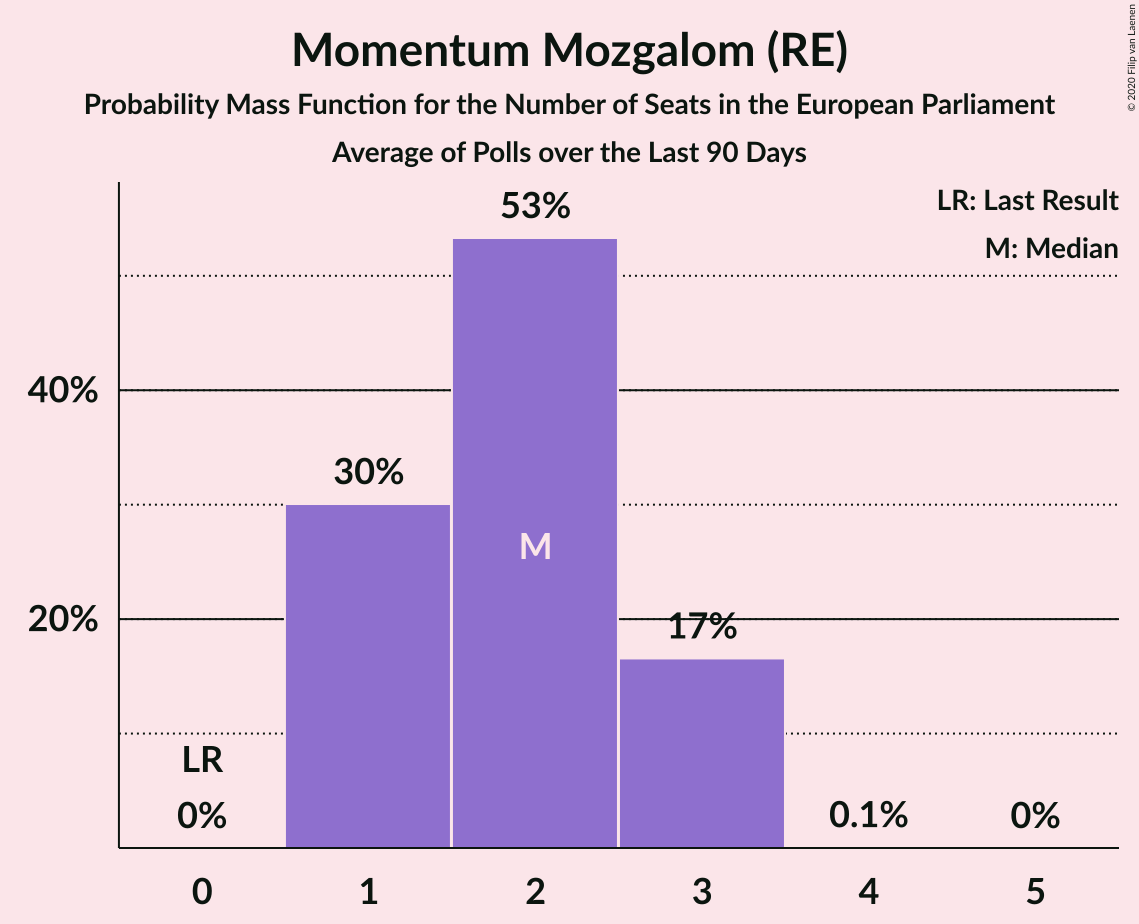 Momentum Mozgalom (RE)
Probability Mass Function for the Number of Seats in the European Parliament
Average of Polls over the Last 90 Days
© 2020 Filip van Laenen
LR: Last Result
M: Median
53%
40%
30%
M
20%
17%
LR
0%
0.1%
0%
0 1 2 3 4 5